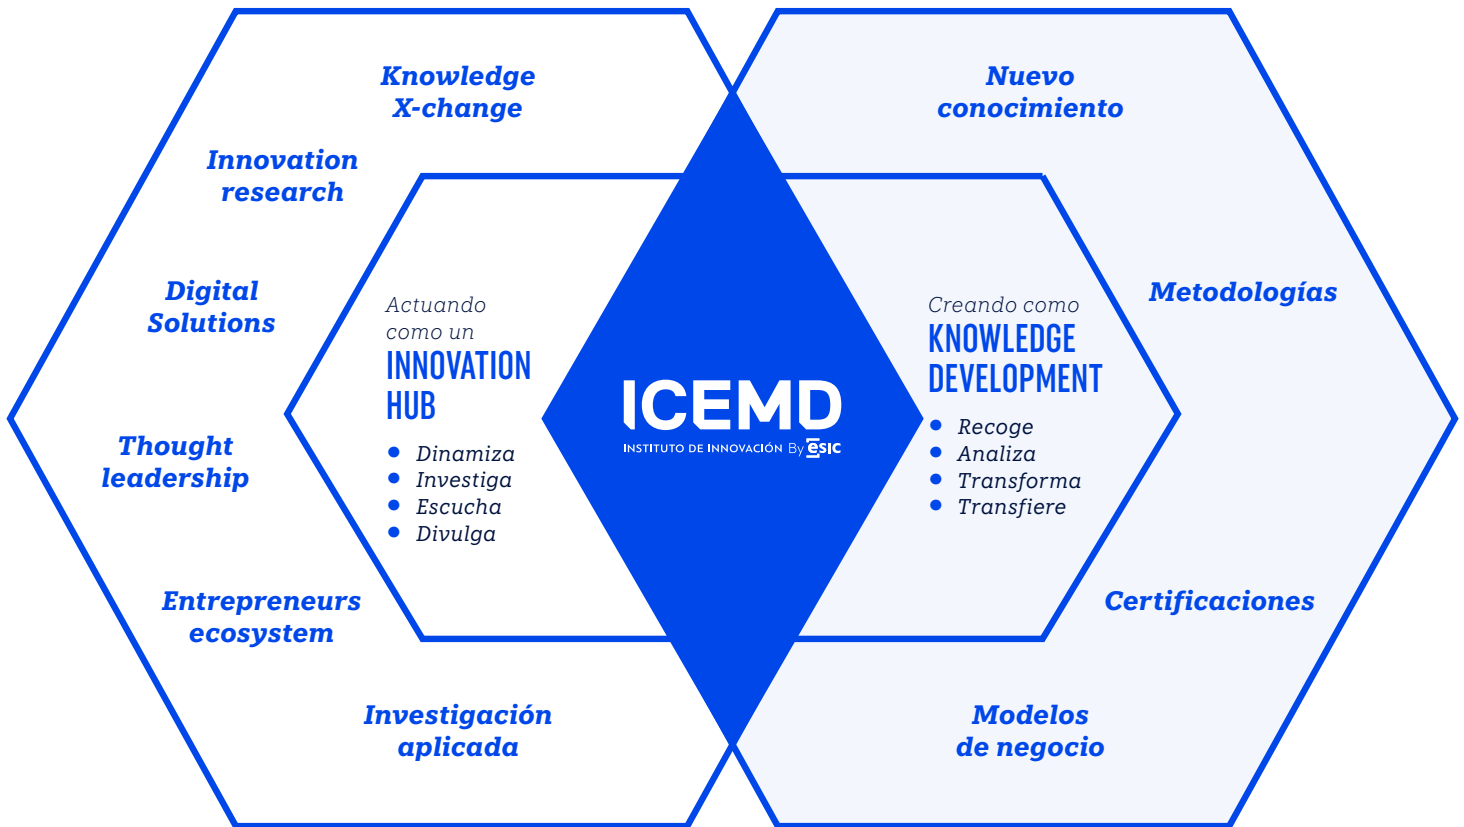 Knowledge
X-change
Innovation
research
Digital
Solutions
Thought
leadership
Entrepreneurs
ecosystem
Investigación
aplicada
Actuando
como un
INNOVATION
HUB
Dinamiza
Investiga
Escucha
Divulga
ICEMD
INSTITUTO DE INNOVACIÓN By esic
Creando como
KNOWLEDGE
DEVELOPMENT
Recoge
Analiza
Transforma
Transfiere
Nuevo
conocimiento
Metodologías
Certificaciones
Modelos
de negocio